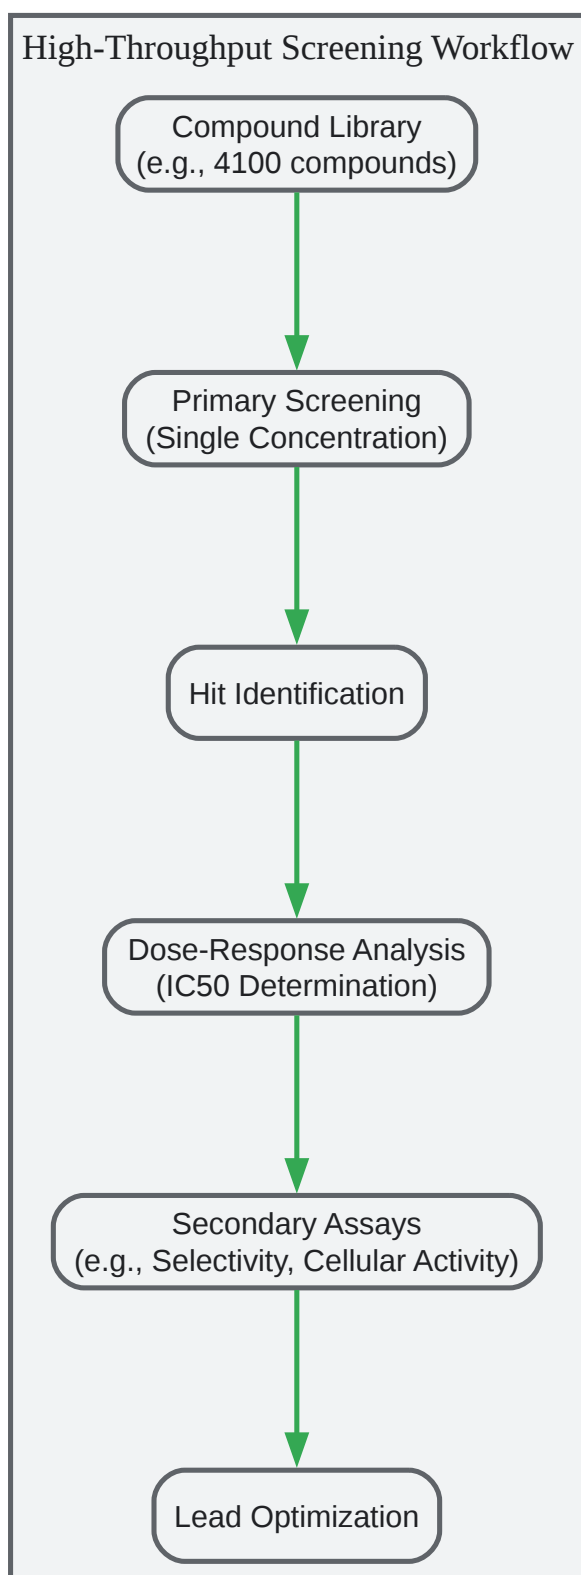 High-Throughput Screening Workflow
Compound Library
(e.g., 4100 compounds)
Primary Screening
(Single Concentration)
Hit Identification
Dose-Response Analysis
(IC50 Determination)
Secondary Assays
(e.g., Selectivity, Cellular Activity)
Lead Optimization